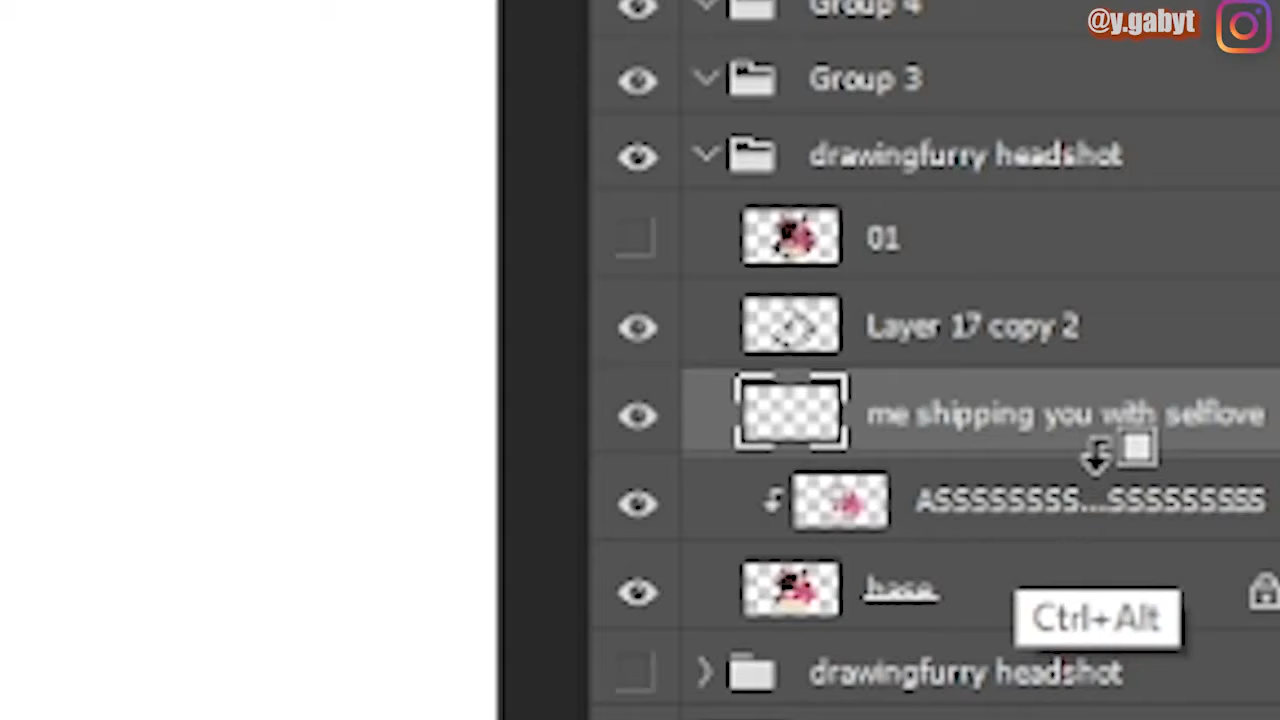 @y.gabyt
Group 4
Group 3
drawingfurry headshot
01
Layer 17 copy 2
me shipping you with selflove
ASSSSSSSS...SSSSSSSSS
base
Ctrl+Alt
drawingfurry headshot